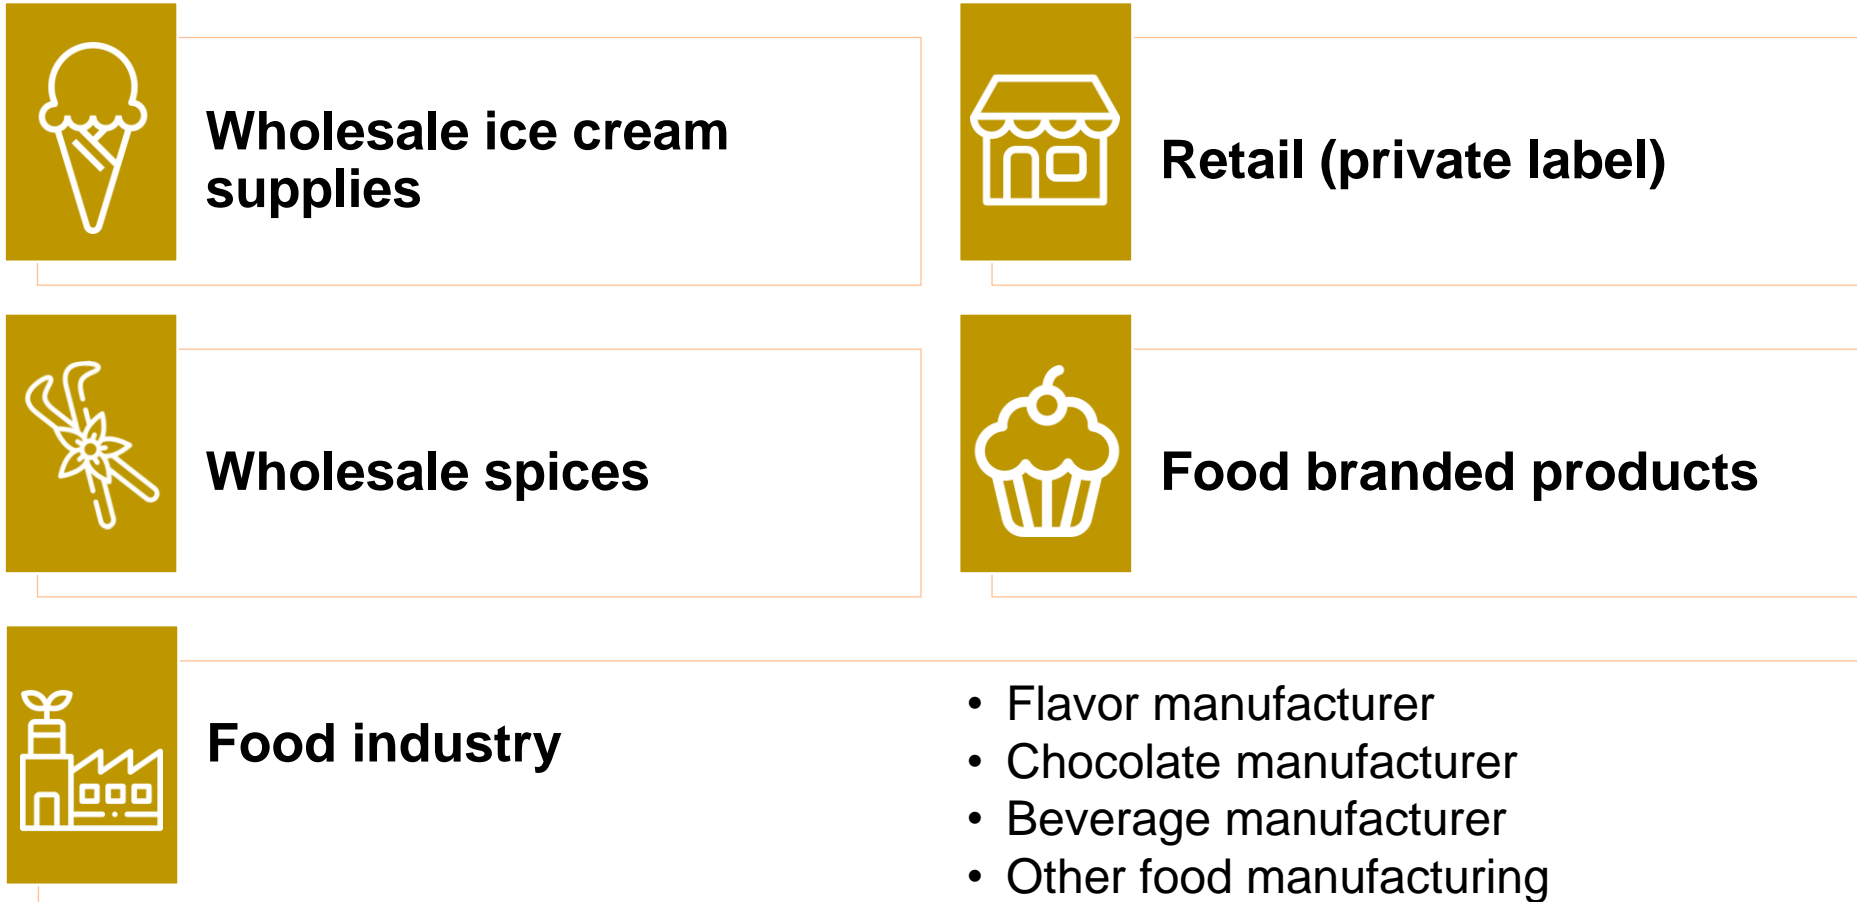 Wholesale ice cream
supplies
Retail (private label)
Wholesale spices
Food branded products
Food industry
• Flavor manufacturer
• Chocolate manufacturer
• Beverage manufacturer
• Other food manufacturing